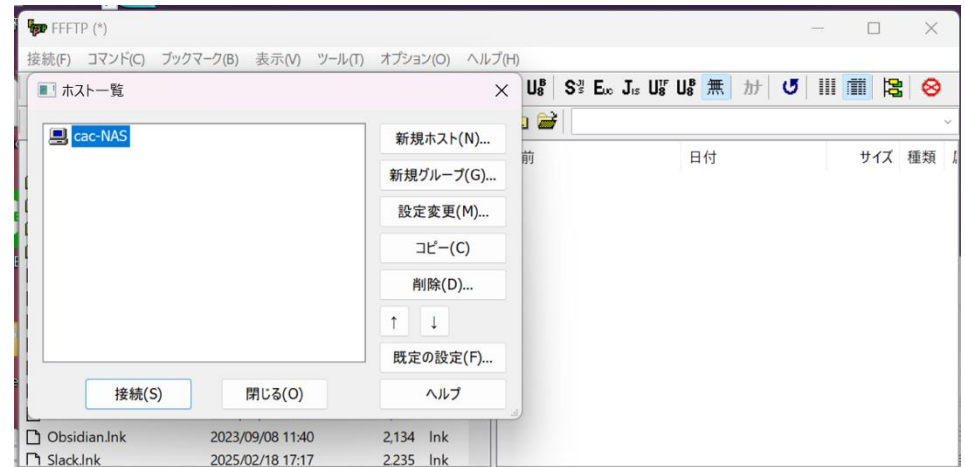 FFFTP (*)
接続(F) コマンド(C) ブックマーク(B) 表示(V) ツール(T) オプション(O) ヘルプ(H)
ホスト一覧
cac-NAS
新規ホスト(N)...
新規グループ(G)...
設定変更(M)...
コピー(C)
削除(D)...
↑ ↓
既定の設定(F)...
接続(S) 閉じる(O) ヘルプ
無 カナ
前 日付 サイズ 種類
Obsidian.lnk 2023/09/08 11:40 2,134 lnk
Slack.lnk 2025/02/18 17:17 2,235 lnk